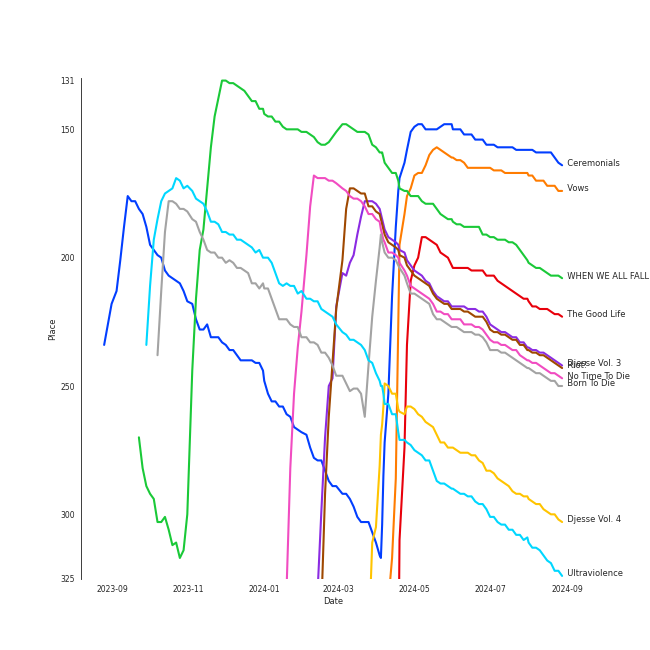 131
150
200
250
300
325
Place
2023-09
2023-11
2024-01
2024-03
2024-05
2024-07
2024-09
Date
Ceremonials
Vows
WHEN WE ALL FALL
The Good Life
Djesse Vol. 3
No Time To Die
Born To Die
Djesse Vol. 4
Ultraviolence